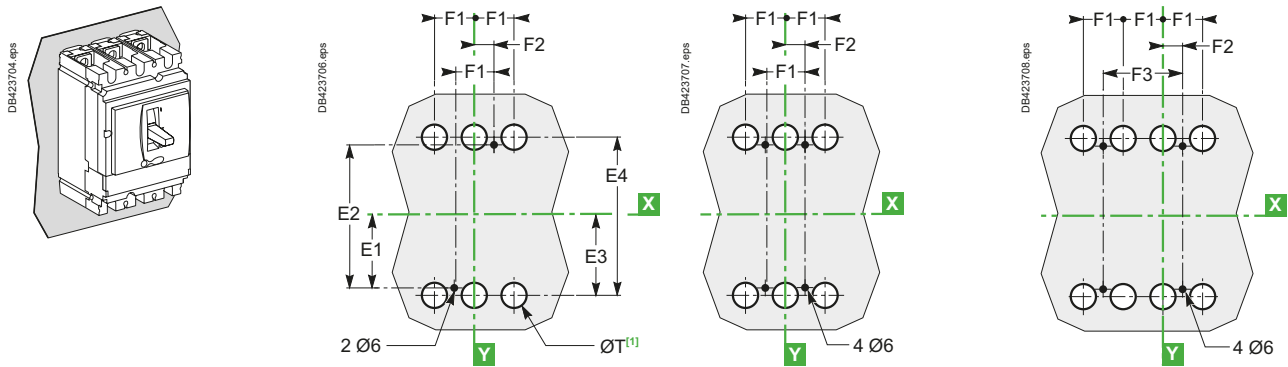 DB423704.eps
DB423706.eps
F1 F1
F2
F1
E2
E1
E4
E3
X
2 Ø6
Y
ØT[1]
DB423707.eps
F1 F1
F2
F1
X
Y
4 Ø6
DB423708.eps
F1 F1 F1
F2
F3
X
Y
4 Ø6